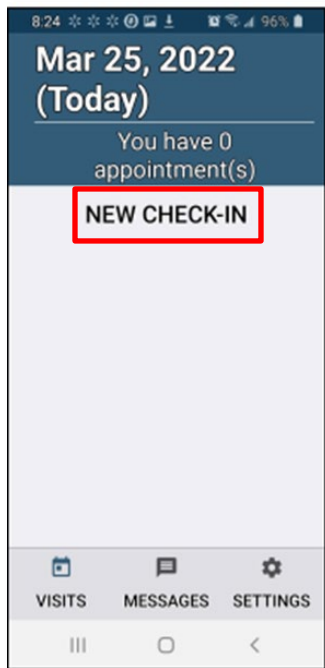 8:24 96%
Mar 25, 2022
(Today)
You have 0
appointment(s)
NEW CHECK-IN
VISITS MESSAGES SETTINGS